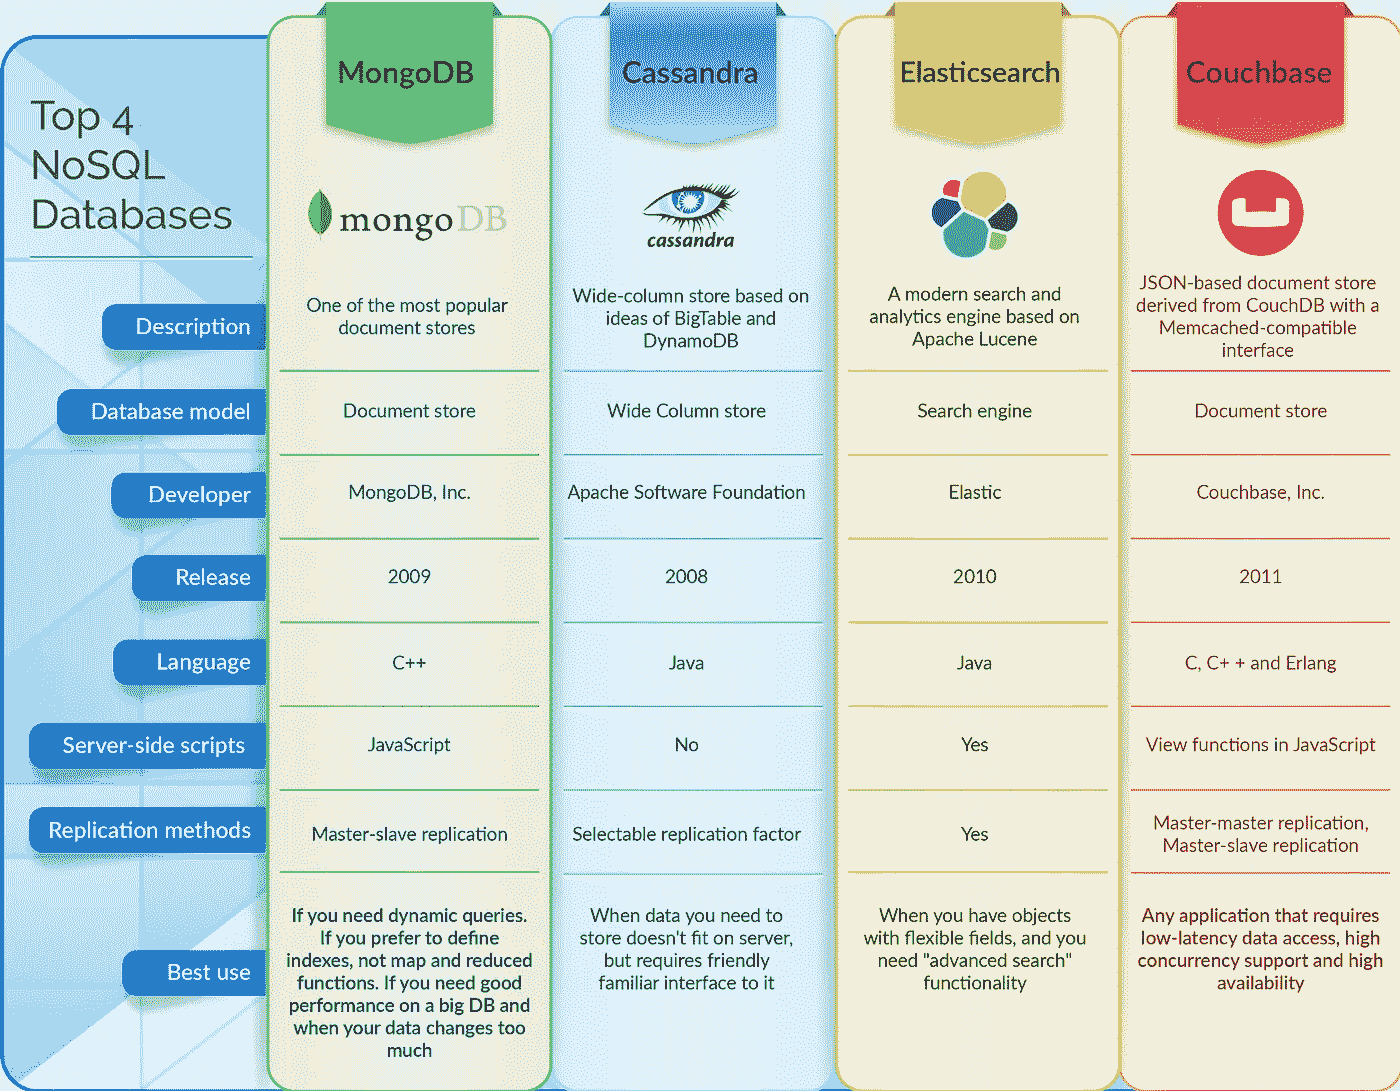 Top 4
NoSQL
Databases
MongoDB
Cassandra
Elasticsearch
Couchbase
mongoDB
cassandra
Description
One of the most popular
document stores
Wide-column store based on
ideas of BigTable and
DynamoDB
A modern search and
analytics engine based on
Apache Lucene
JSON-based document store
derived from CouchDB with a
Memcached-compatible
interface
Database model
Document store
Wide Column store
Search engine
Document store
Developer
MongoDB, Inc.
Apache Software Foundation
Elastic
Couchbase, Inc.
Release
2009
2008
2010
2011
Language
C++
Java
Java
C, C+ + and Erlang
Server-side scripts
JavaScript
No
Yes
View functions in JavaScript
Replication methods
Master-slave replication
Selectable replication factor
Yes
Master-master replication,
Master-slave replication
Best use
If you need dynamic queries.
If you prefer to define
indexes, not map and reduced
functions. If you need good
performance on a big DB and
when your data changes too
much
When data you need to
store doesn't fit on server,
but requires friendly
familiar interface to it
When you have objects
with flexible fields, and you
need "advanced search"
functionality
Any application that requires
low-latency data access, high
concurrency support and high
availability